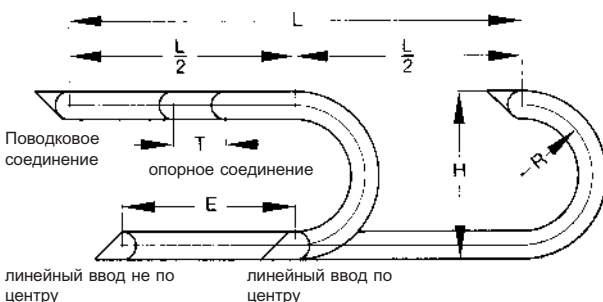 L
L/2 L/2
Поводковое
соединение
T
опорное соединение
H
R
E
линейный ввод не по
центру
линейный ввод по
центру